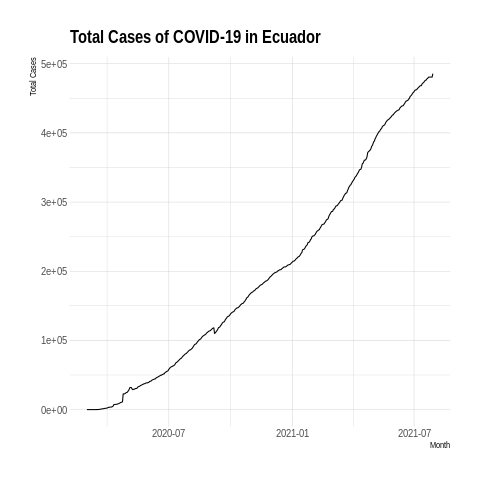 Total Cases of COVID-19 in Ecuador
Total Cases
5e+05
4e+05
3e+05
2e+05
1e+05
0e+00
2020-07
2021-01
2021-07
Month